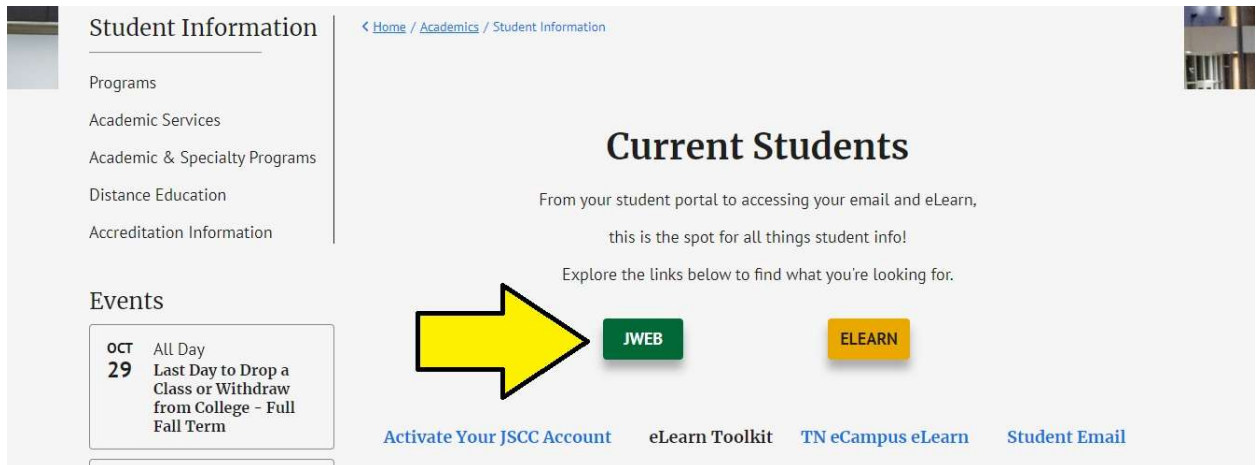 Student Information
Programs
Academic Services
Academic & Specialty Programs
Distance Education
Accreditation Information
Events
OCT
29
All Day
Last Day to Drop a
Class or Withdraw
from College – Full
Fall Term
Home / Academics / Student Information
Current Students
From your student portal to accessing your email and eLearn,
this is the spot for all things student info!
Explore the links below to find what you're looking for.
JWEB
ELEARN
Activate Your JSCC Account
eLearn Toolkit
TN eCampus eLearn
Student Email